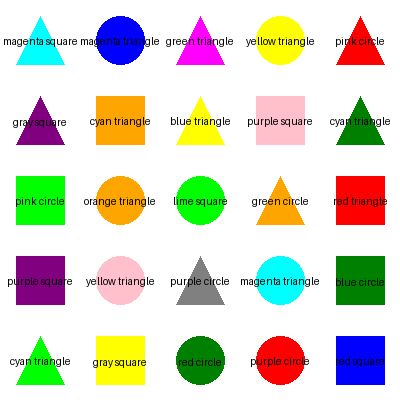 magenta square magenta triangle green triangle yellow triangle pink circle
gray square cyan triangle blue triangle purple square cyan triangle
pink circle orange triangle lime square green circle red triangle
purple square yellow triangle purple circle magenta triangle blue circle
cyan triangle gray square red circle purple circle red square